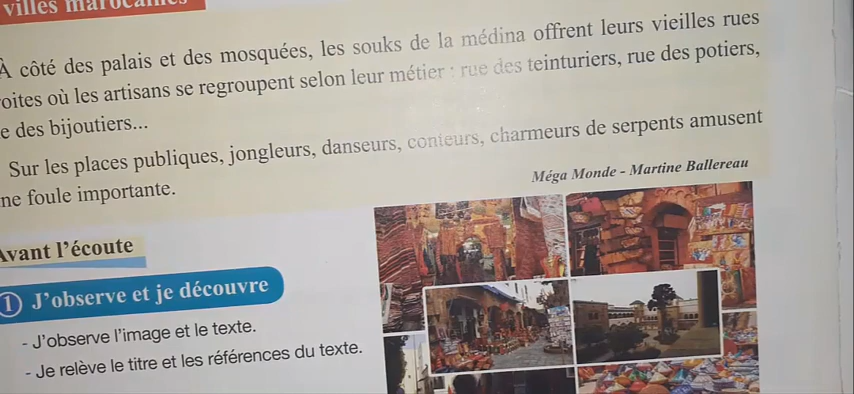 villes marocaines
À côté des palais et des mosquées, les souks de la médina offrent leurs vieilles rues
oites où les artisans se regroupent selon leur métier : rue des teinturiers, rue des potiers,
e des bijoutiers...
Sur les places publiques, jongleurs, danseurs, conteurs, charmeurs de serpents amusent
ne foule importante.
Méga Monde - Martine Ballereau
Avant l'écoute
1 J'observe et je découvre
- J'observe l'image et le texte.
- Je relève le titre et les références du texte.